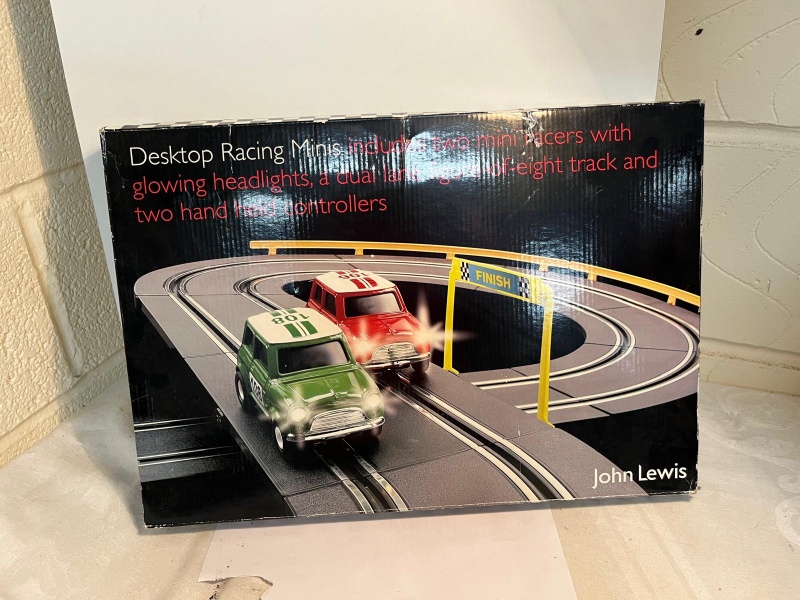 Desktop Racing Minis includes two mini racers with
glowing headlights, a dual lane figure-of-eight track and
two hand held controllers
FINISH
108
108
John Lewis